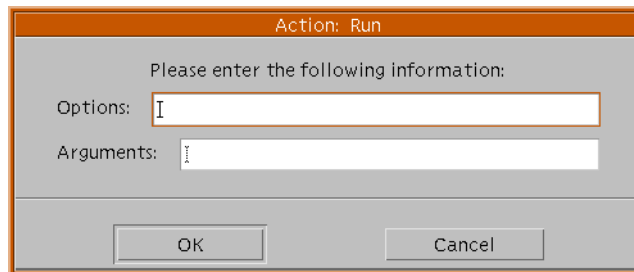 Action: Run
Please enter the following information:
Options:
Arguments:
OK
Cancel